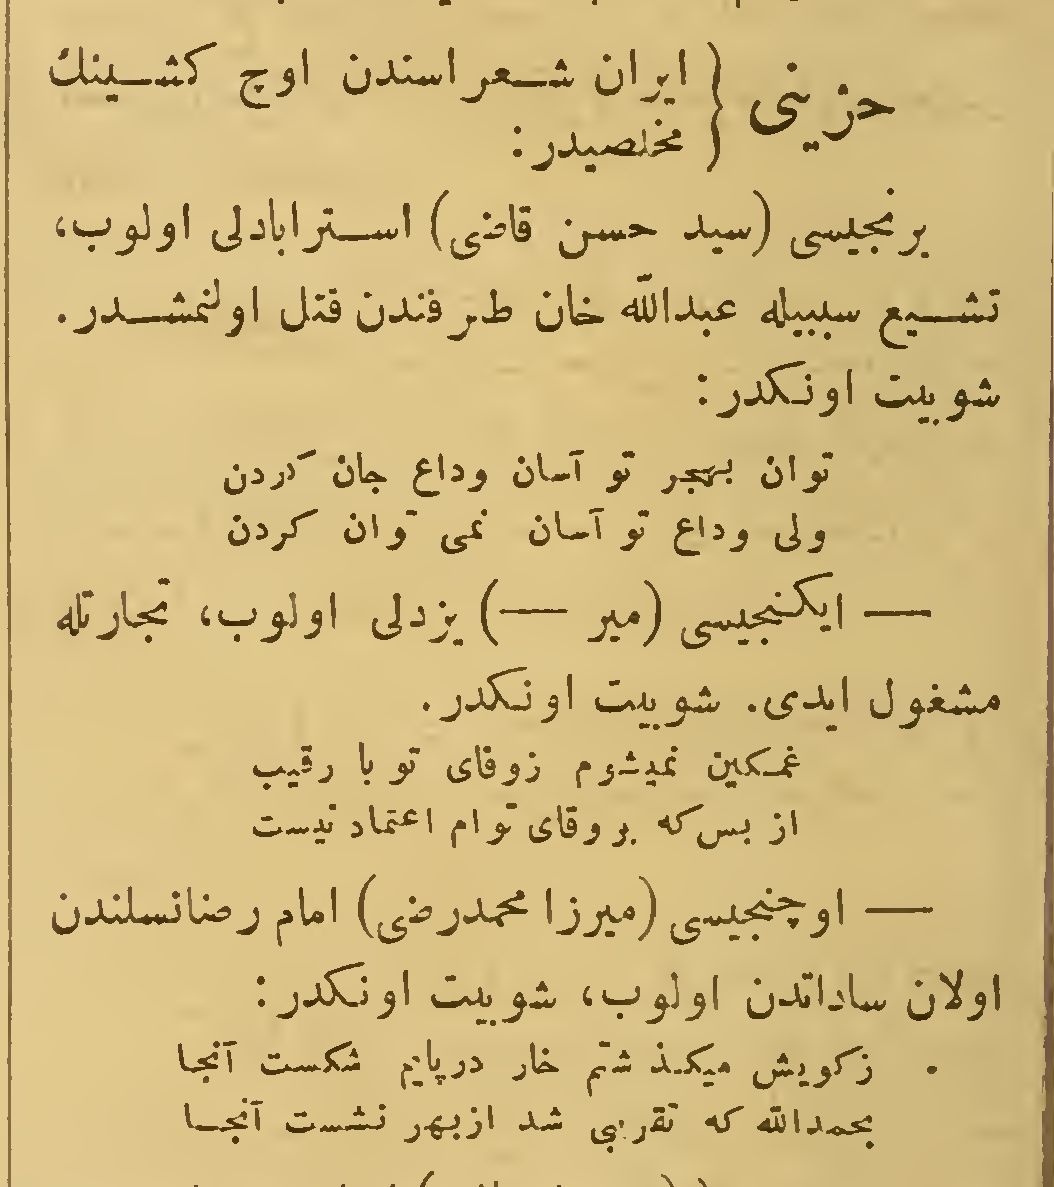 حزینی { ایران شعراسندن اوچ کشینك
مخلصیدر:
برنجیسی (سید حسن قاضی) استرابادلی اولوب،
تشیع سببیله عبدالله خان طرفندن قتل اولنمشدر.
شو بیت اونکدر:
توان بهجر تو آسان وداع جان کردن
ولی وداع تو آسان نمی توان کردن
— ایکنجیسی (میر —) یزدلی اولوب، تجارتله
مشغول ایدی. شو بیت اونکدر.
غمکین نمیشوم زوفای تو با رقیب
از بس که بر وفای توام اعتماد نیست
— اوچنجیسی (میرزا محمدرضی) امام رضانسلندن
اولان ساداتدن اولوب، شو بیت اونکدر:
زکویش میکذشتم خار درپایم شکست آنجا
بحمدالله که تقریبی شد ازبهر نشست آنجا